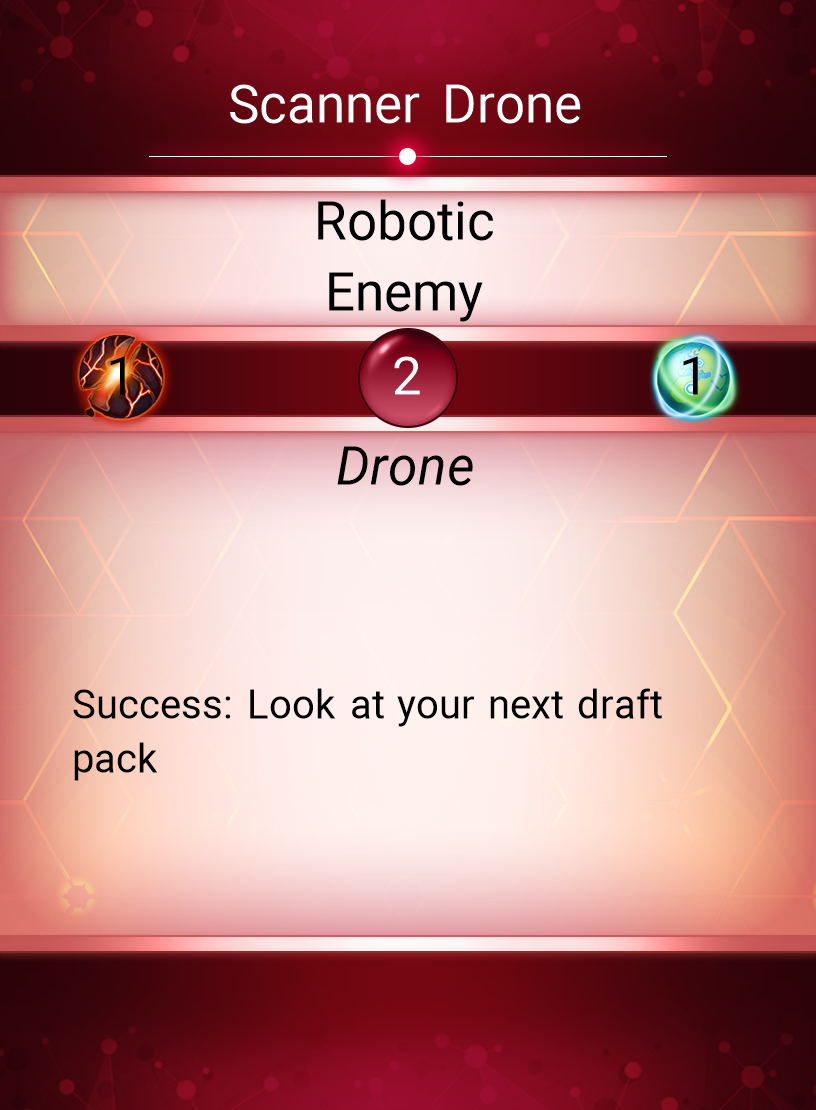 Scanner Drone
Robotic
Enemy
1 2 1
Drone
Success: Look at your next draft
pack